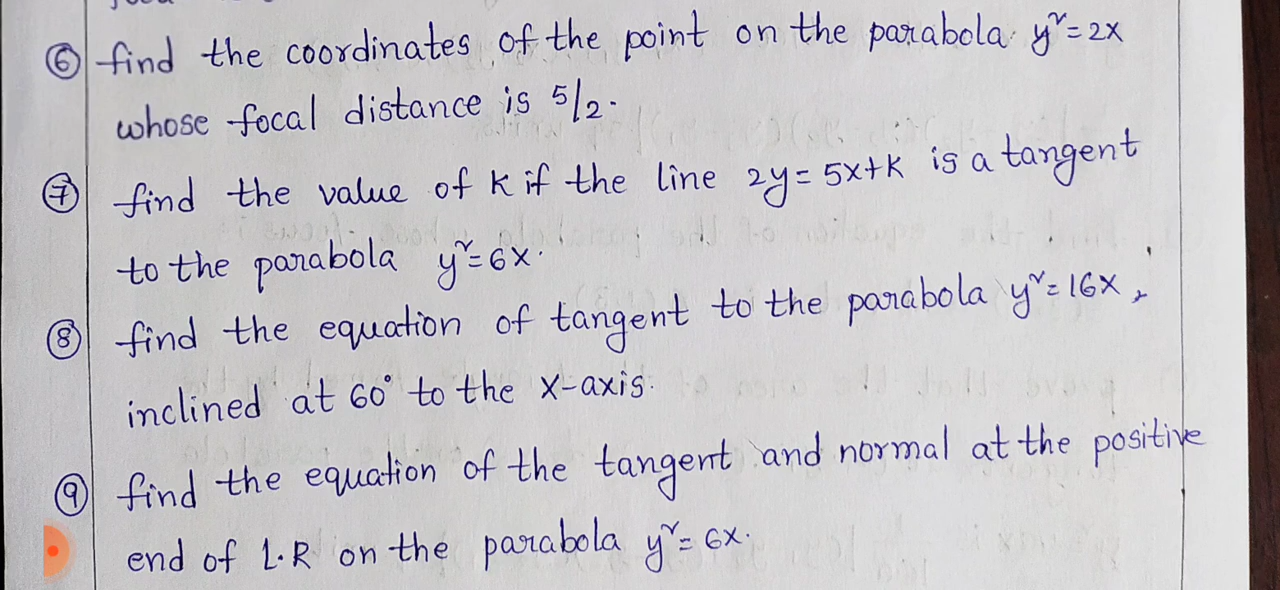 ⑥ find the coordinates of the point on the parabola y²=2x
whose focal distance is 5/2.
⑦ find the value of k if the line 2y=5x+k is a tangent
to the parabola y²=6x.
⑧ find the equation of tangent to the parabola y²=16x,
inclined at 60° to the x-axis.
⑨ find the equation of the tangent and normal at the positive
end of L.R on the parabola y²=6x.